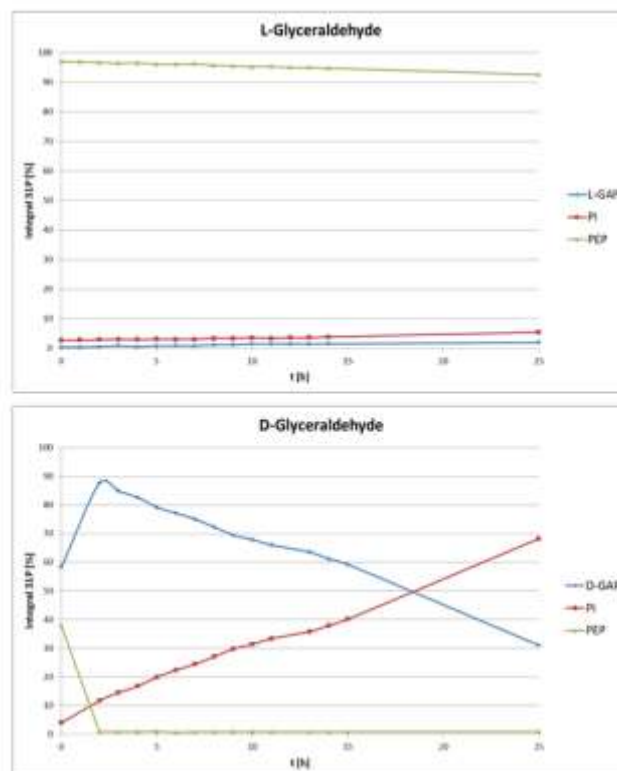 L-Glyceraldehyde
100
90
80
70
60
50
40
30
20
10
0
Integral 31P [%]
0 5 10 15 20 25
t [h]
L-GAP
Pi
PEP
D-Glyceraldehyde
100
90
80
70
60
50
40
30
20
10
0
Integral 31P [%]
0 5 10 15 20 25
t [h]
D-GAP
Pi
PEP